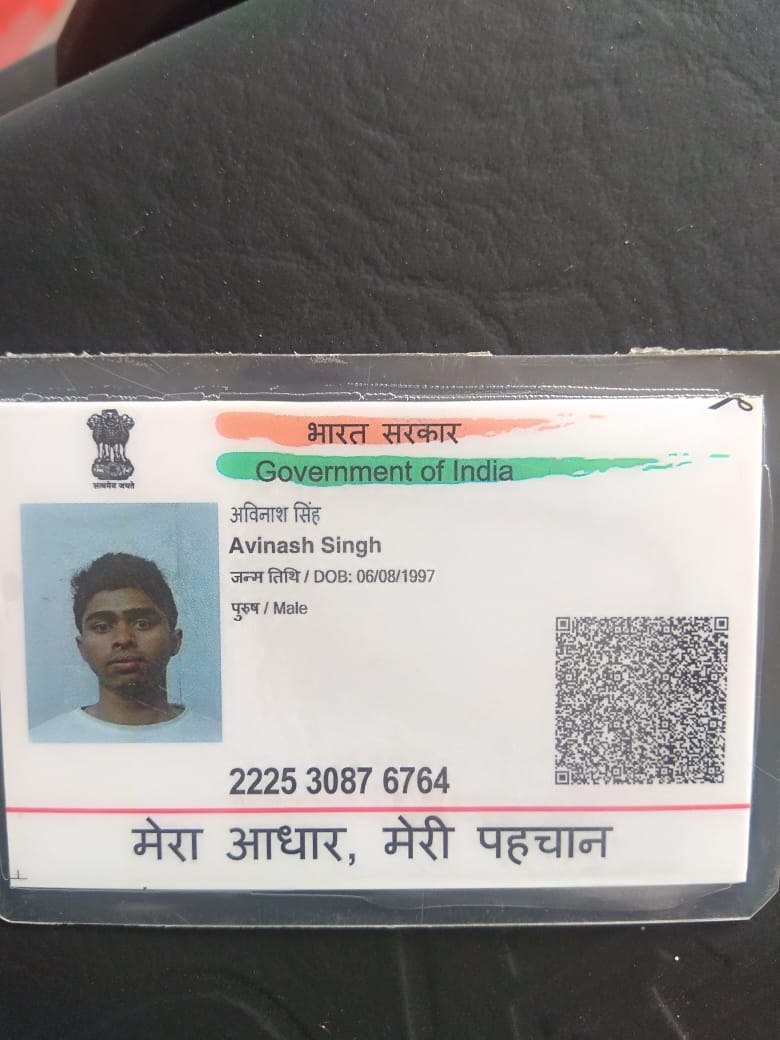 भारत सरकार
Government of India
सत्यमेव जयते
अविनाश सिंह
Avinash Singh
जन्म तिथि / DOB: 06/08/1997
पुरुष / Male
2225 3087 6764
मेरा आधार, मेरी पहचान